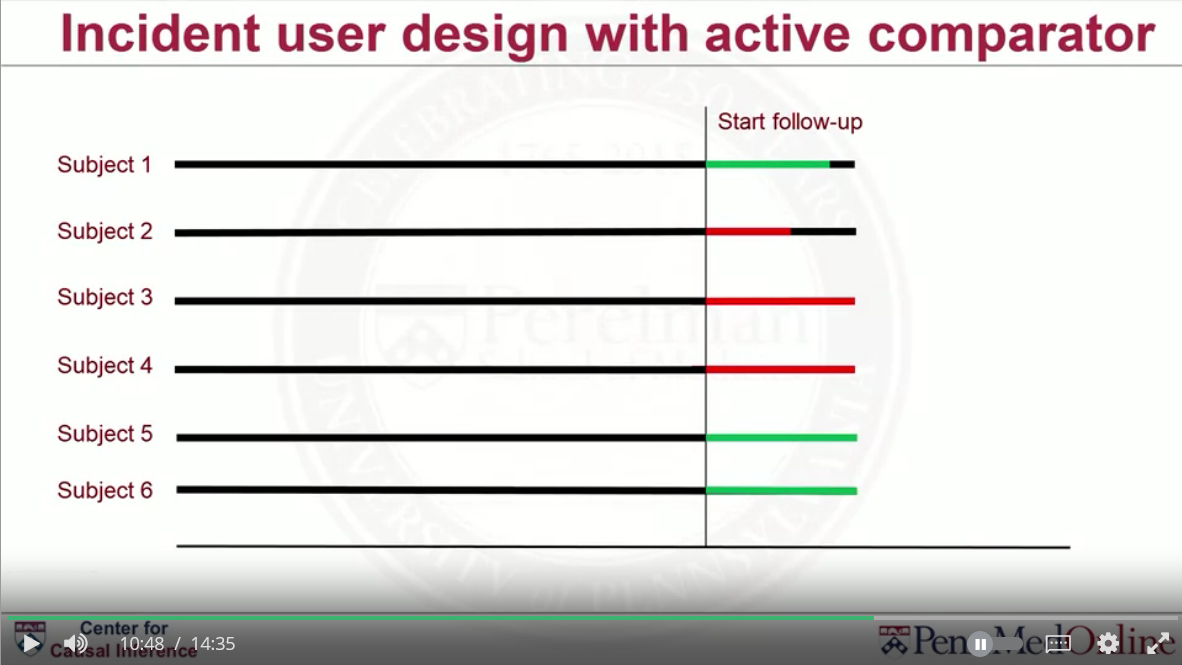 Incident user design with active comparator
Start follow-up
Subject 1
Subject 2
Subject 3
Subject 4
Subject 5
Subject 6
Perelman
Center for
Causal Inference
10:48 / 14:35
PennMedOnline